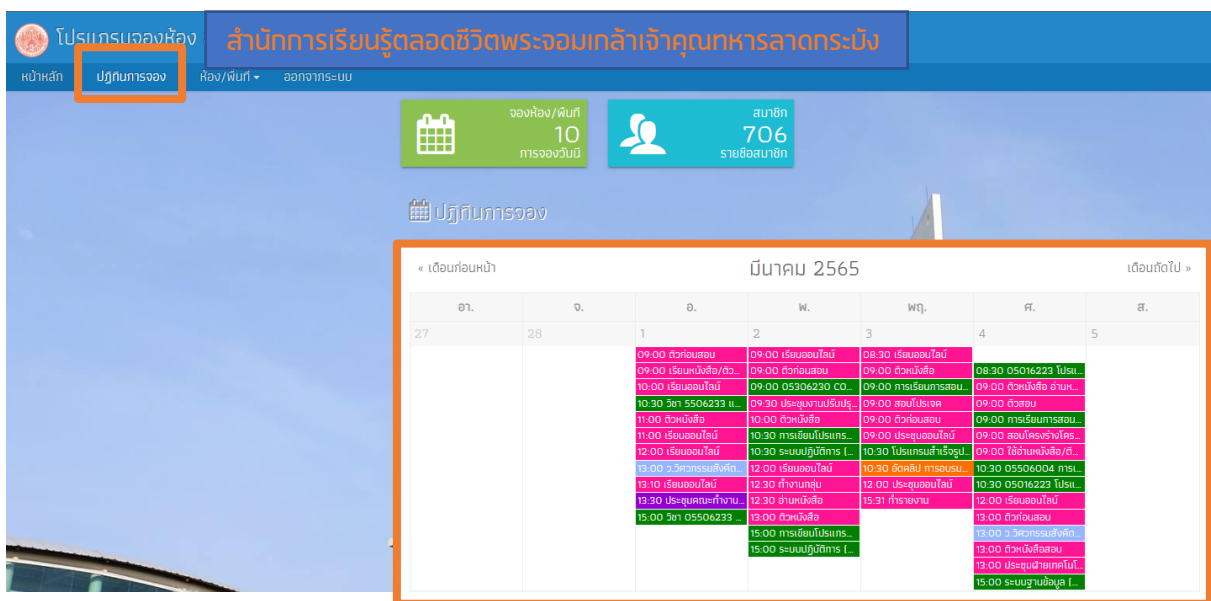 โปรแกรมจองห้อง
สำนักการเรียนรู้ตลอดชีวิตพระจอมเกล้าเจ้าคุณทหารลาดกระบัง
หน้าหลัก ปฏิทินการจอง ห้อง/พื้นที่ ออกจากระบบ
จองห้อง/พื้นที่
10
การจองวันนี้
สมาชิก
706
รายชื่อสมาชิก
ปฏิทินการจอง
« เดือนก่อนหน้า มีนาคม 2565 เดือนถัดไป »
อา. จ. อ. พ. พฤ. ศ. ส.
27 28 1 2 3 4 5
09:00 ติวก่อนสอบ
09:00 เรียนหนังสือ/ติว...
10:00 เรียนออนไลน์
10:30 วิชา 5506233 แ...
11:00 ติวหนังสือ
11:00 เรียนออนไลน์
12:00 เรียนออนไลน์
13:00 ว.วิศวกรรมสังคีต...
13:10 เรียนออนไลน์
13:30 ประชุมคณะทำงาน...
15:00 วิชา 05506233 ...
09:00 เรียนออนไลน์
09:00 ติวก่อนสอบ
09:00 05306230 CO...
09:30 ประชุมงานปรับปรุ...
10:00 ติวหนังสือ
10:30 การเขียนโปรแกร...
10:30 ระบบปฏิบัติการ (...
12:00 เรียนออนไลน์
12:30 ทำงานกลุ่ม
12:30 อ่านหนังสือ
13:00 ติวหนังสือ
15:00 การเขียนโปรแกร...
15:00 ระบบปฏิบัติการ (...
08:30 เรียนออนไลน์
09:00 ติวหนังสือ
09:00 การเรียนการสอน...
09:00 สอบโปรเจค
09:00 ติวก่อนสอบ
09:00 ประชุมออนไลน์
10:30 โปรแกรมสำเร็จรูป...
10:30 อัดคลิป การอบรม...
12:00 ประชุมออนไลน์
15:31 ทำรายงาน
08:30 05016223 โปรแ...
09:00 ติวหนังสือ อ่านห...
09:00 ติวสอบ
09:00 การเรียนการสอน...
09:00 สอบโครงร่างโคร...
09:00 ใช้อ่านหนังสือ/ติ...
10:30 05506004 การเ...
10:30 05016223 โปรแ...
12:00 เรียนออนไลน์
13:00 ติวก่อนสอบ
13:00 ว.วิศวกรรมสังคีต...
13:00 ติวหนังสือสอบ
13:00 ประชุมฝ่ายเทคโนโ...
15:00 ระบบฐานข้อมูล (...